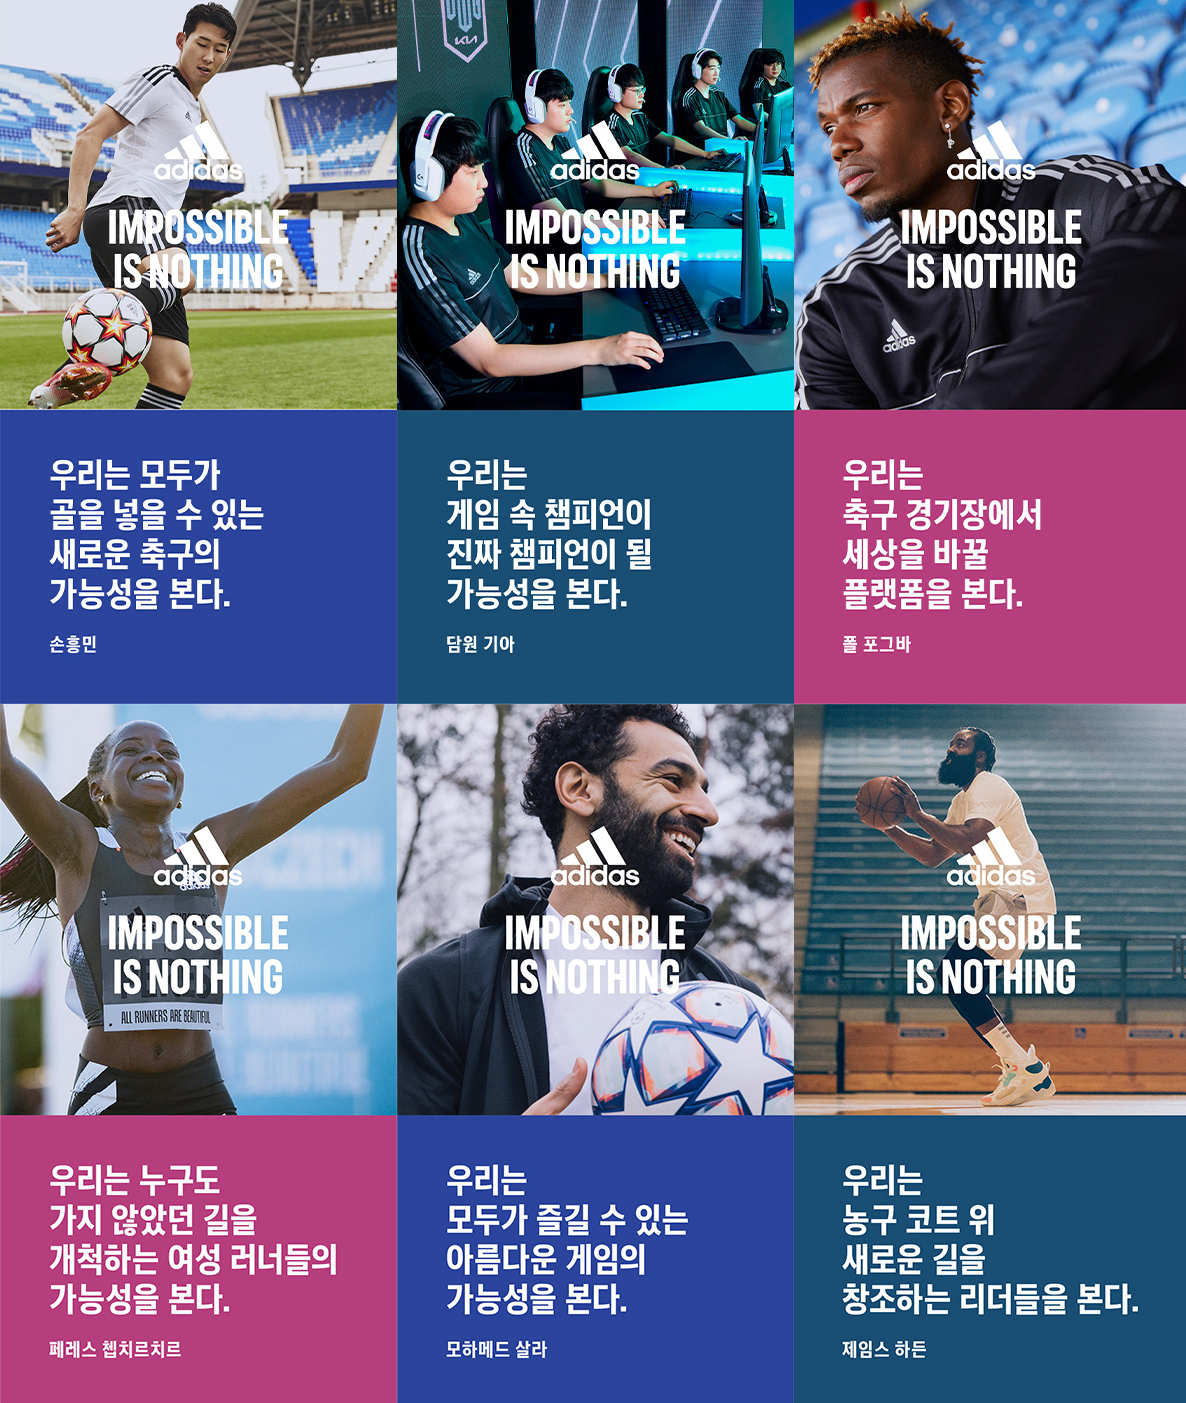 adidas
IMPOSSIBLE
IS NOTHING
우리는 모두가
골을 넣을 수 있는
새로운 축구의
가능성을 본다.
손흥민
KIA
adidas
IMPOSSIBLE
IS NOTHING
우리는
게임 속 챔피언이
진짜 챔피언이 될
가능성을 본다.
담원 기아
adidas
IMPOSSIBLE
IS NOTHING
adidas
우리는
축구 경기장에서
세상을 바꿀
플랫폼을 본다.
폴 포그바
adidas
adidas
IMPOSSIBLE
IS NOTHING
ALL RUNNERS ARE BEAUTIFUL
우리는 누구도
가지 않았던 길을
개척하는 여성 러너들의
가능성을 본다.
페레스 쳅치르치르
adidas
IMPOSSIBLE
IS NOTHING
우리는
모두가 즐길 수 있는
아름다운 게임의
가능성을 본다.
모하메드 살라
adidas
IMPOSSIBLE
IS NOTHING
우리는
농구 코트 위
새로운 길을
창조하는 리더들을 본다.
제임스 하든